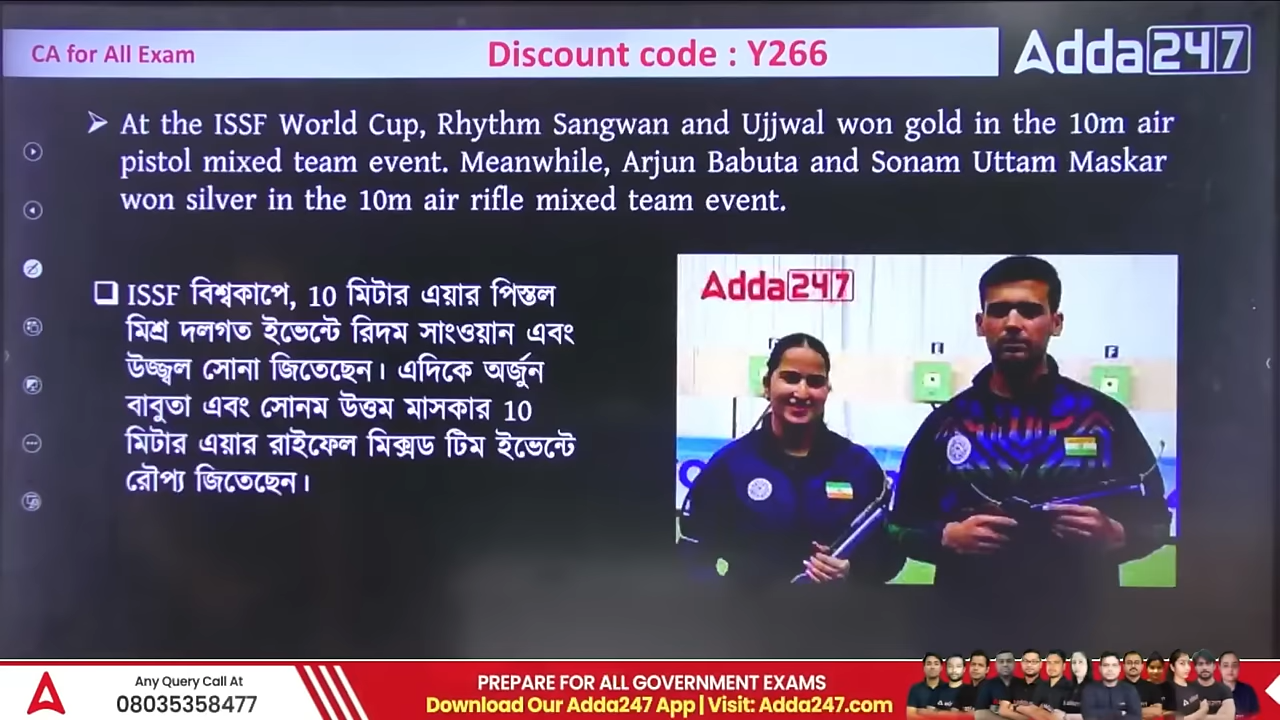 CA for All Exam
Discount code : Y266
Adda247
➤ At the ISSF World Cup, Rhythm Sangwan and Ujjwal won gold in the 10m air
pistol mixed team event. Meanwhile, Arjun Babuta and Sonam Uttam Maskar
won silver in the 10m air rifle mixed team event.
❑ ISSF বিশ্বকাপে, 10 মিটার এয়ার পিস্তল
মিশ্র দলগত ইভেন্টে রিদম সাংওয়ান এবং
উজ্জ্বল সোনা জিতেছেন। এদিকে অর্জুন
বাবুতা এবং সোনম উত্তম মাসকার 10
মিটার এয়ার রাইফেল মিক্সড টিম ইভেন্টে
রৌপ্য জিতেছেন।
Adda247
E
F
Any Query Call At
08035358477
PREPARE FOR ALL GOVERNMENT EXAMS
Download Our Adda247 App | Visit: Adda247.com